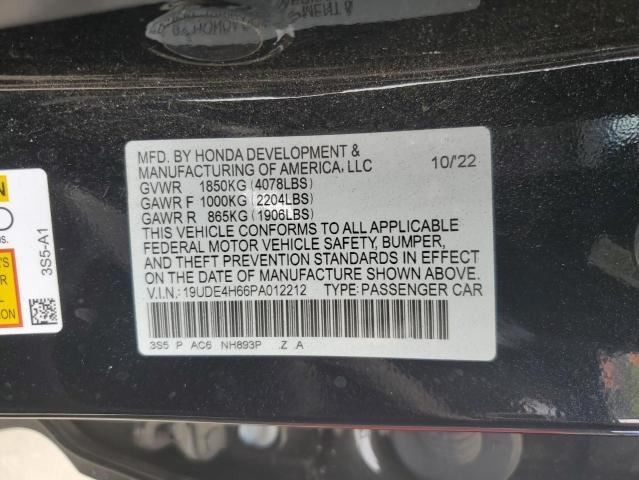 MFD. BY HONDA DEVELOPMENT &
MANUFACTURING OF AMERICA, LLC 10/22
GVWR 1850KG (4078LBS)
GAWR F 1000KG (2204LBS)
GAWR R 865KG (1906LBS)
THIS VEHICLE CONFORMS TO ALL APPLICABLE
FEDERAL MOTOR VEHICLE SAFETY, BUMPER,
AND THEFT PREVENTION STANDARDS IN EFFECT
ON THE DATE OF MANUFACTURE SHOWN ABOVE.
V.I.N.: 19UDE4H66PA012212 TYPE: PASSENGER CAR
3S5 P AC6 NH893P .Z .A
3S5-A1